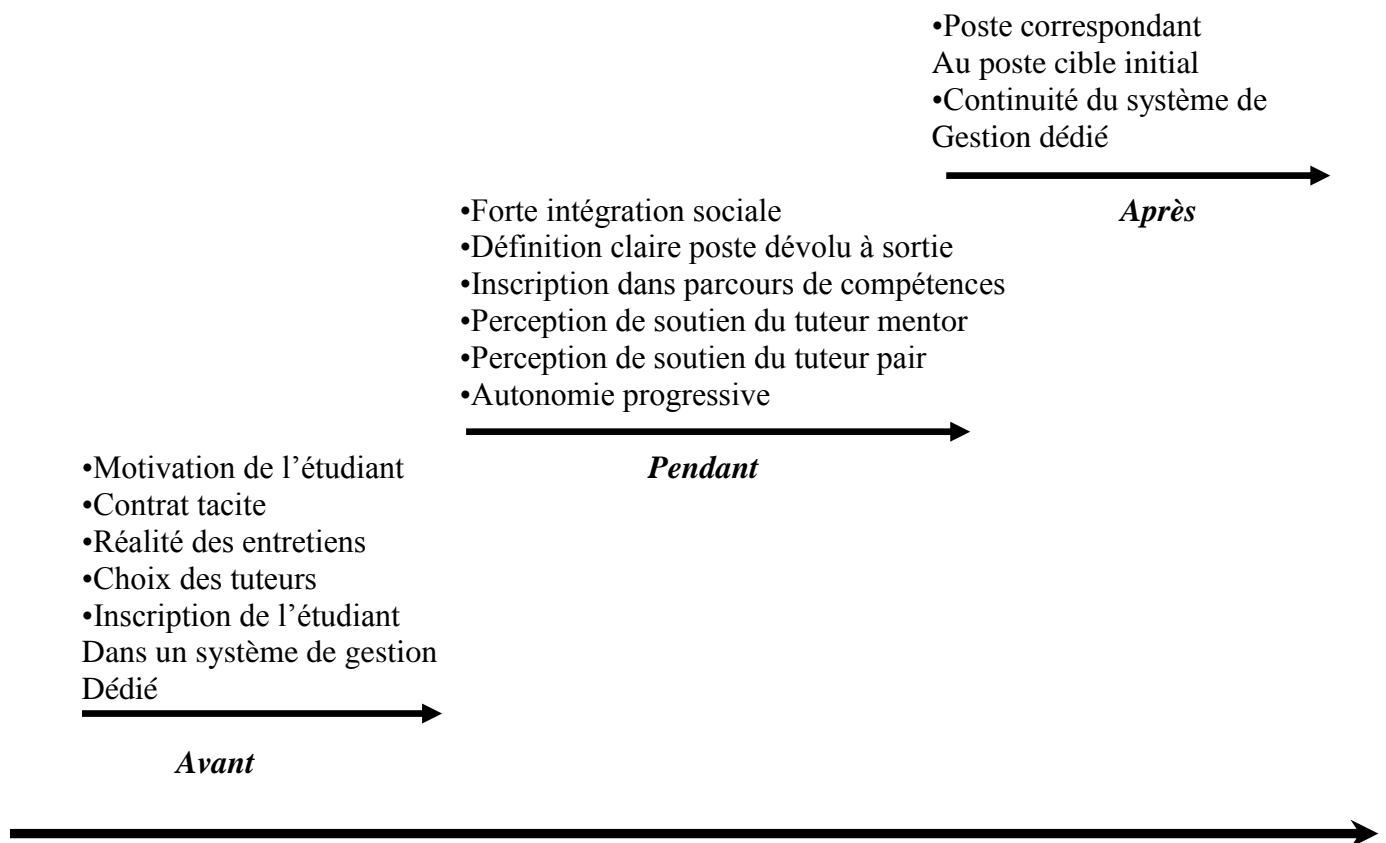 •Poste correspondant
Au poste cible initial
•Continuité du système de
Gestion dédié
Après
•Forte intégration sociale
•Définition claire poste dévolu à sortie
•Inscription dans parcours de compétences
•Perception de soutien du tuteur mentor
•Perception de soutien du tuteur pair
•Autonomie progressive
Pendant
•Motivation de l’étudiant
•Contrat tacite
•Réalité des entretiens
•Choix des tuteurs
•Inscription de l’étudiant
Dans un système de gestion
Dédié
Avant